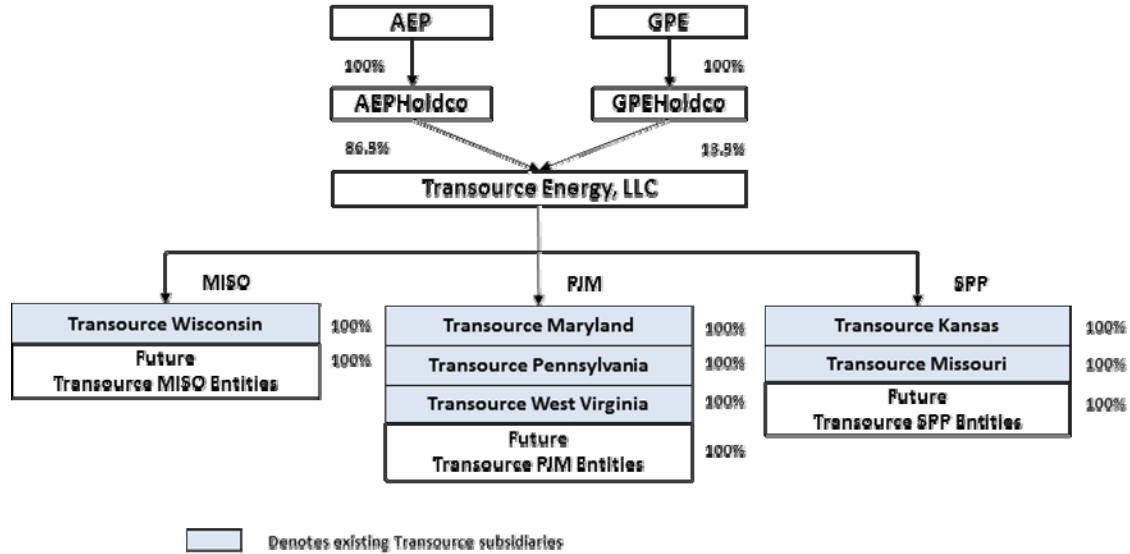 AEP
GPE
100%
100%
AEPHoldco
GPEHoldco
86.5%
13.5%
Transource Energy, LLC
MISO
PJM
SPP
Transource Wisconsin
100%
Future
Transource MISO Entities
100%
Transource Maryland
100%
Transource Pennsylvania
100%
Transource West Virginia
100%
Future
Transource PJM Entities
100%
Transource Kansas
100%
Transource Missouri
100%
Future
Transource SPP Entities
100%
Denotes existing Transource subsidiaries